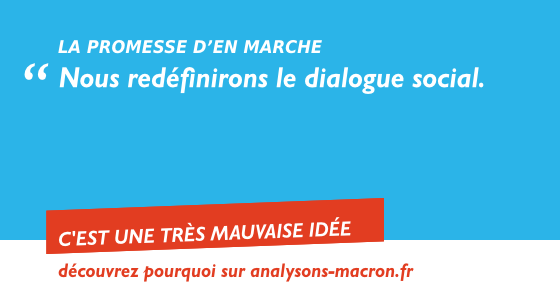 LA PROMESSE D’EN MARCHE
“ Nous redéfinirons le dialogue social.
C'EST UNE TRÈS MAUVAISE IDÉE
découvrez pourquoi sur analysons-macron.fr